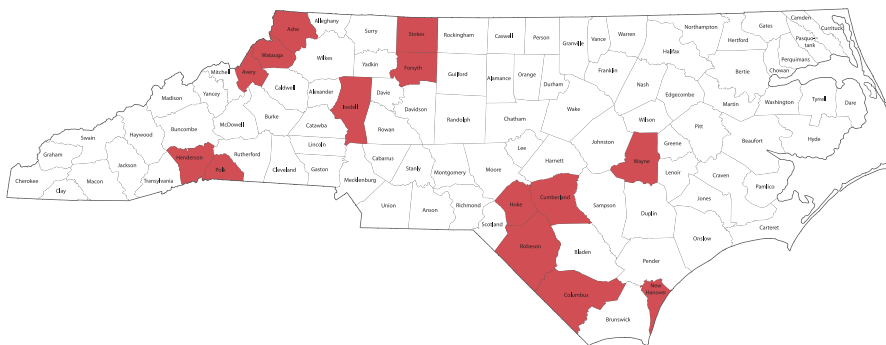 Ashe
Alleghany
Surry
Stokes
Rockingham
Caswell
Person
Granville
Vance
Warren
Northampton
Gates
Camden
Currituck
Pasquo-
tank
Perquimans
Chowan
Hertford
Halifax
Watauga
Wilkes
Yadkin
Forsyth
Guilford
Alamance
Orange
Durham
Franklin
Nash
Edgecombe
Bertie
Martin
Washington
Tyrrell
Dare
Mitchell
Avery
Yancey
Caldwell
Alexander
Iredell
Davie
Davidson
Randolph
Chatham
Wake
Wilson
Pitt
Beaufort
Hyde
Madison
Buncombe
McDowell
Burke
Catawba
Rowan
Lincoln
Swain
Haywood
Graham
Jackson
Henderson
Polk
Rutherford
Cleveland
Gaston
Mecklenburg
Cabarrus
Stanly
Montgomery
Moore
Lee
Harnett
Johnston
Wayne
Greene
Lenoir
Craven
Pamlico
Cherokee
Clay
Macon
Transylvania
Union
Anson
Richmond
Scotland
Hoke
Cumberland
Sampson
Duplin
Jones
Carteret
Onslow
Robeson
Bladen
Pender
Columbus
New
Hanover
Brunswick